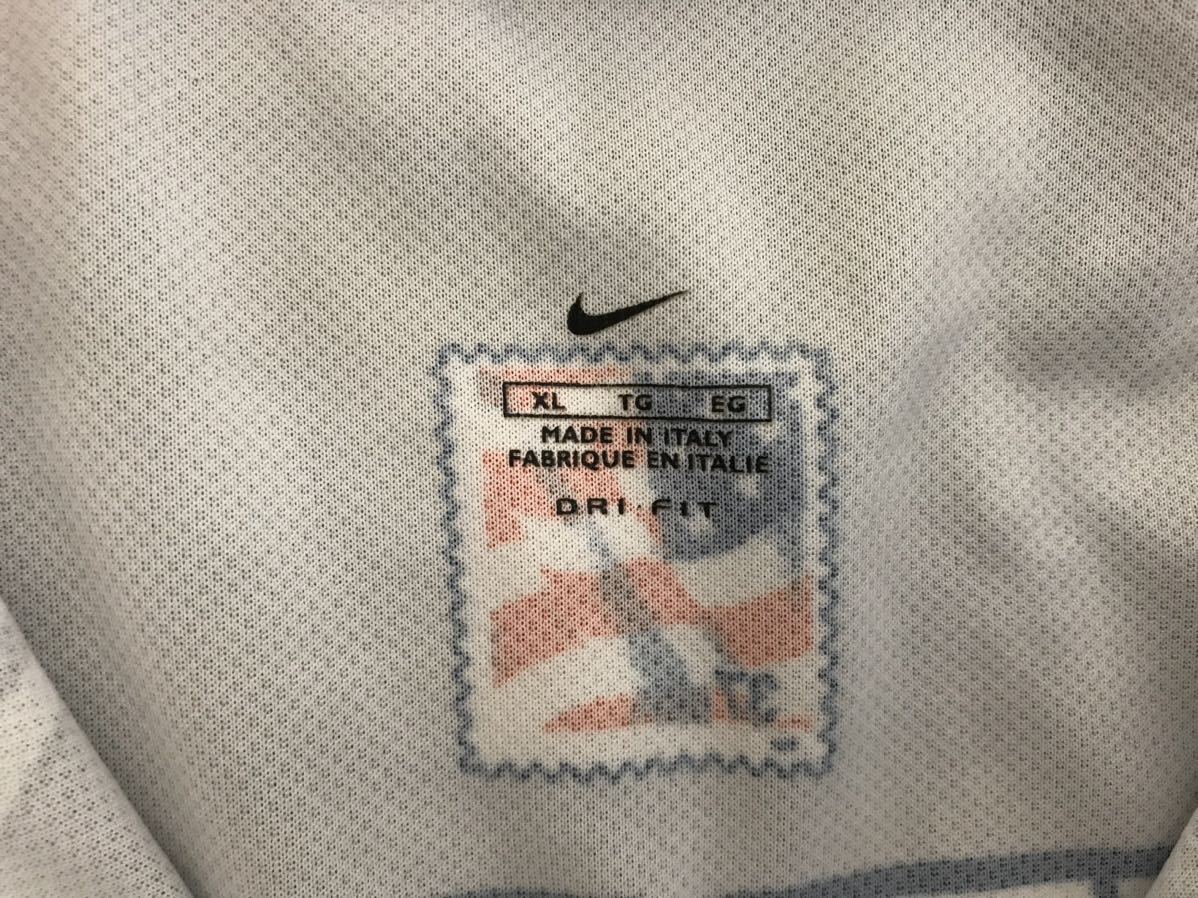 XL TG EG
MADE IN ITALY
FABRIQUE EN ITALIE
DRI·FIT